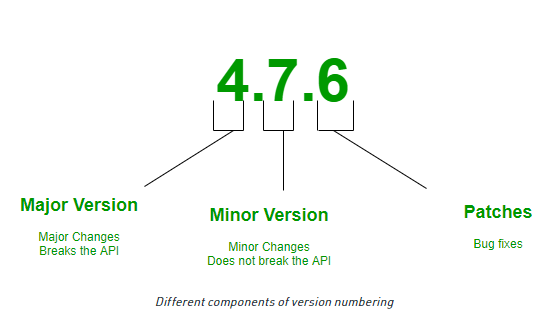 4.7.6
Major Version
Major Changes
Breaks the API
Minor Version
Minor Changes
Does not break the API
Patches
Bug fixes
Different components of version numbering